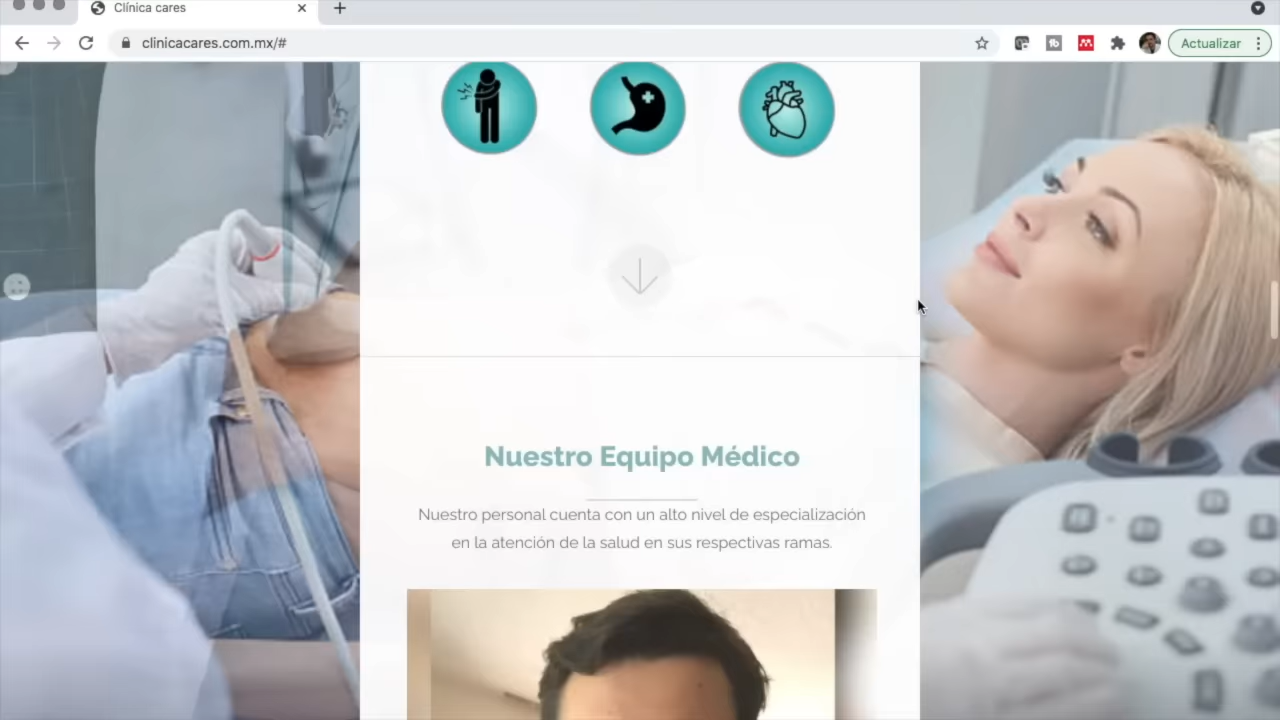 Clínica cares
clinicacares.com.mx/#
Actualizar
Nuestro Equipo Médico
Nuestro personal cuenta con un alto nivel de especialización
en la atención de la salud en sus respectivas ramas.